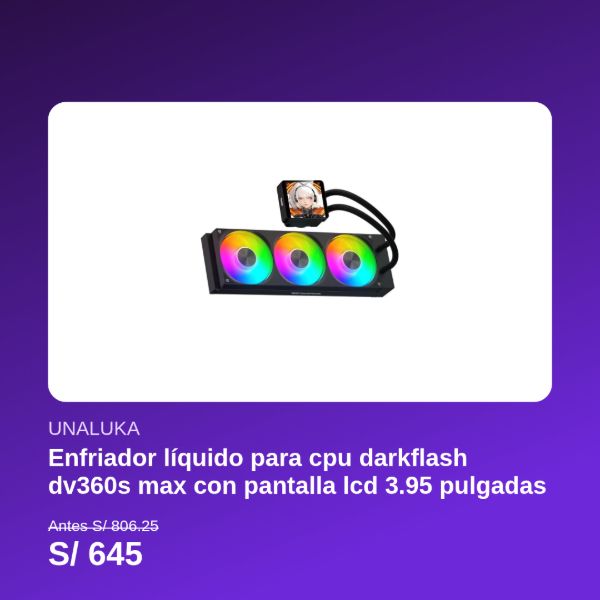 UNALUKA
Enfriador líquido para cpu darkflash
dv360s max con pantalla lcd 3.95 pulgadas
Antes S/ 806.25
S/ 645